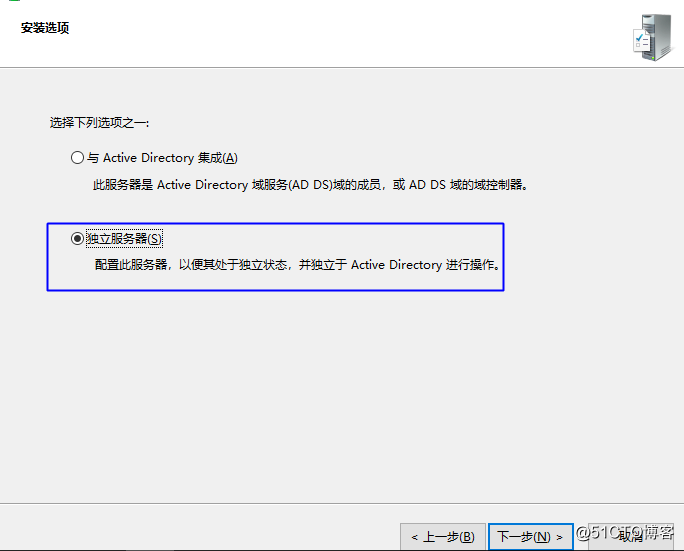 安装选项
选择下列选项之一:
与 Active Directory 集成(A)
此服务器是 Active Directory 域服务(AD DS)域的成员，或 AD DS 域的域控制器。
独立服务器(S)
配置此服务器，以便其处于独立状态，并独立于 Active Directory 进行操作。
< 上一步(B)
下一步(N) >
取消
@51CTO博客